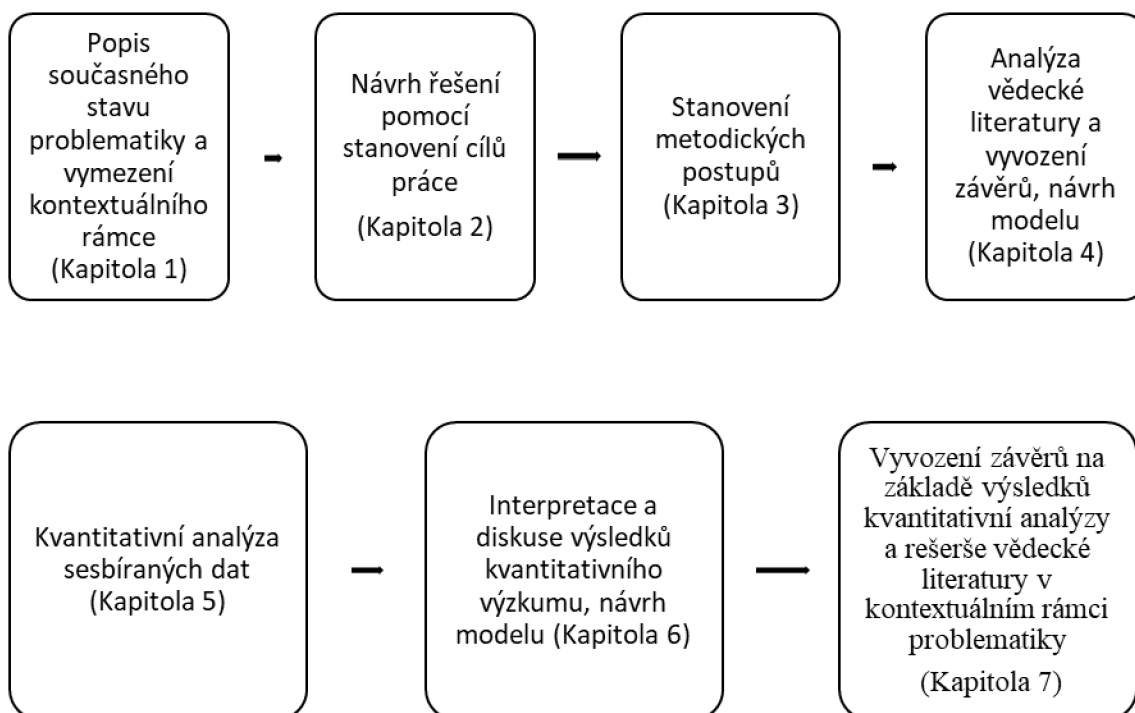 Popis
současného
stavu
problematiky a
vymezení
kontextuálního
rámce
(Kapitola 1)
Návrh řešení
pomocí
stanovení cílů
práce
(Kapitola 2)
Stanovení
metodických
postupů
(Kapitola 3)
Analýza
vědecké
literatury a
vyvození
závěrů, návrh
modelu
(Kapitola 4)
Kvantitativní analýza
sesbíraných dat
(Kapitola 5)
Interpretace a
diskuse výsledků
kvantitativního
výzkumu, návrh
modelu (Kapitola 6)
Vyvození závěrů na
základě výsledků
kvantitativní analýzy
a rešerše vědecké
literatury v
kontextuálním rámci
problematiky
(Kapitola 7)